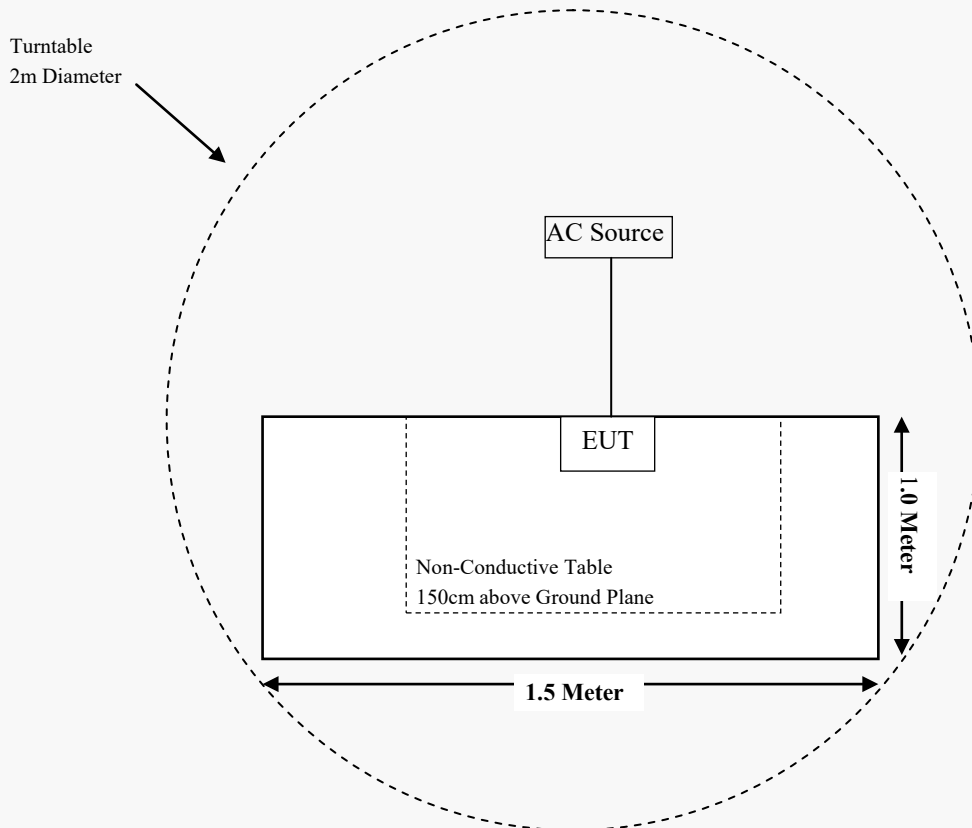 Turntable
2m Diameter
AC Source
EUT
1.0 Meter
Non-Conductive Table
150cm above Ground Plane
1.5 Meter